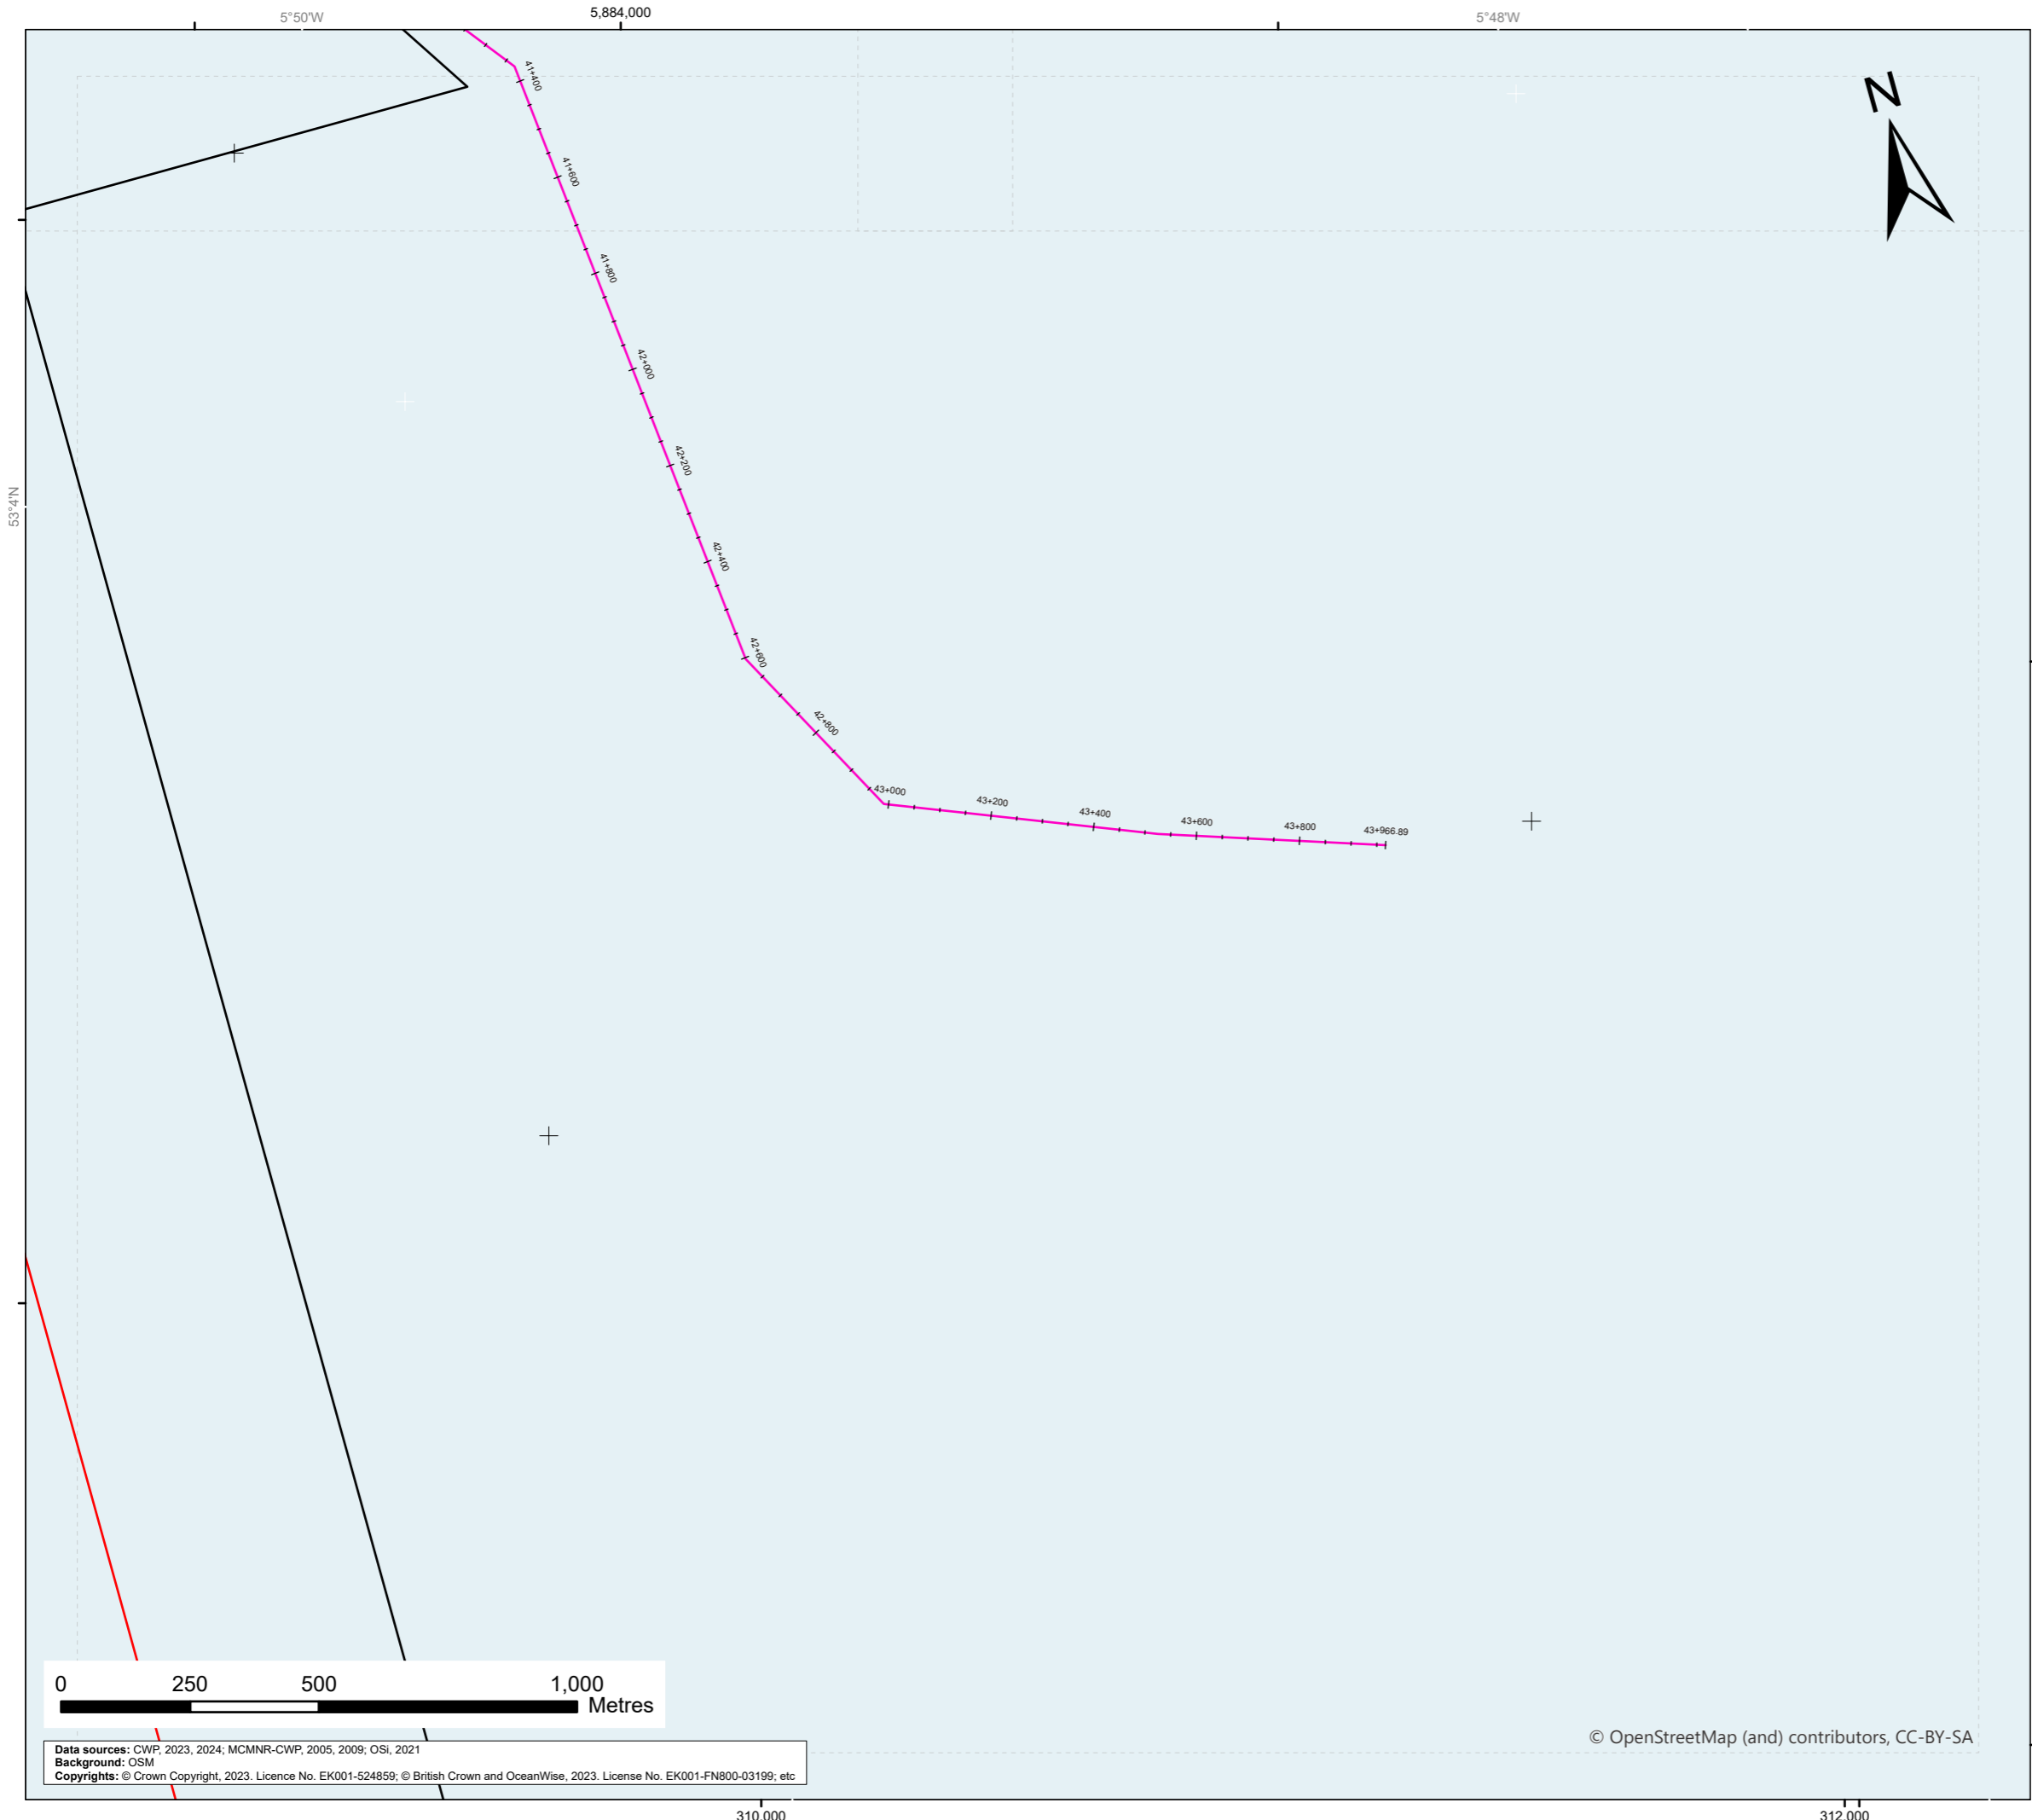 5°50'W
5,884,000
5°48'W
N
53°4'N
41+400
41+600
41+800
42+000
42+200
42+400
42+600
42+800
43+000
43+200
43+400
43+600
43+800
43+966.89
0 250 500 1,000
Metres
© OpenStreetMap (and) contributors, CC-BY-SA
Data sources: CWP, 2023, 2024; MCMNR-CWP, 2005, 2009; OSi, 2021
Background: OSM
Copyrights: © Crown Copyright, 2023. Licence No. EK001-524859; © British Crown and OceanWise, 2023. License No. EK001-FN800-03199; etc
310,000
312,000